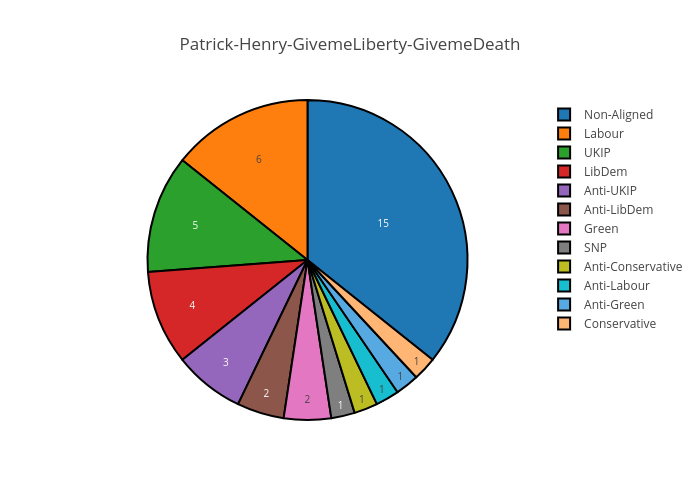 Patrick-Henry-GivemeLiberty-GivemeDeath
15
6
5
4
3
2
2
1
1
1
1
1
Non-Aligned
Labour
UKIP
LibDem
Anti-UKIP
Anti-LibDem
Green
SNP
Anti-Conservative
Anti-Labour
Anti-Green
Conservative